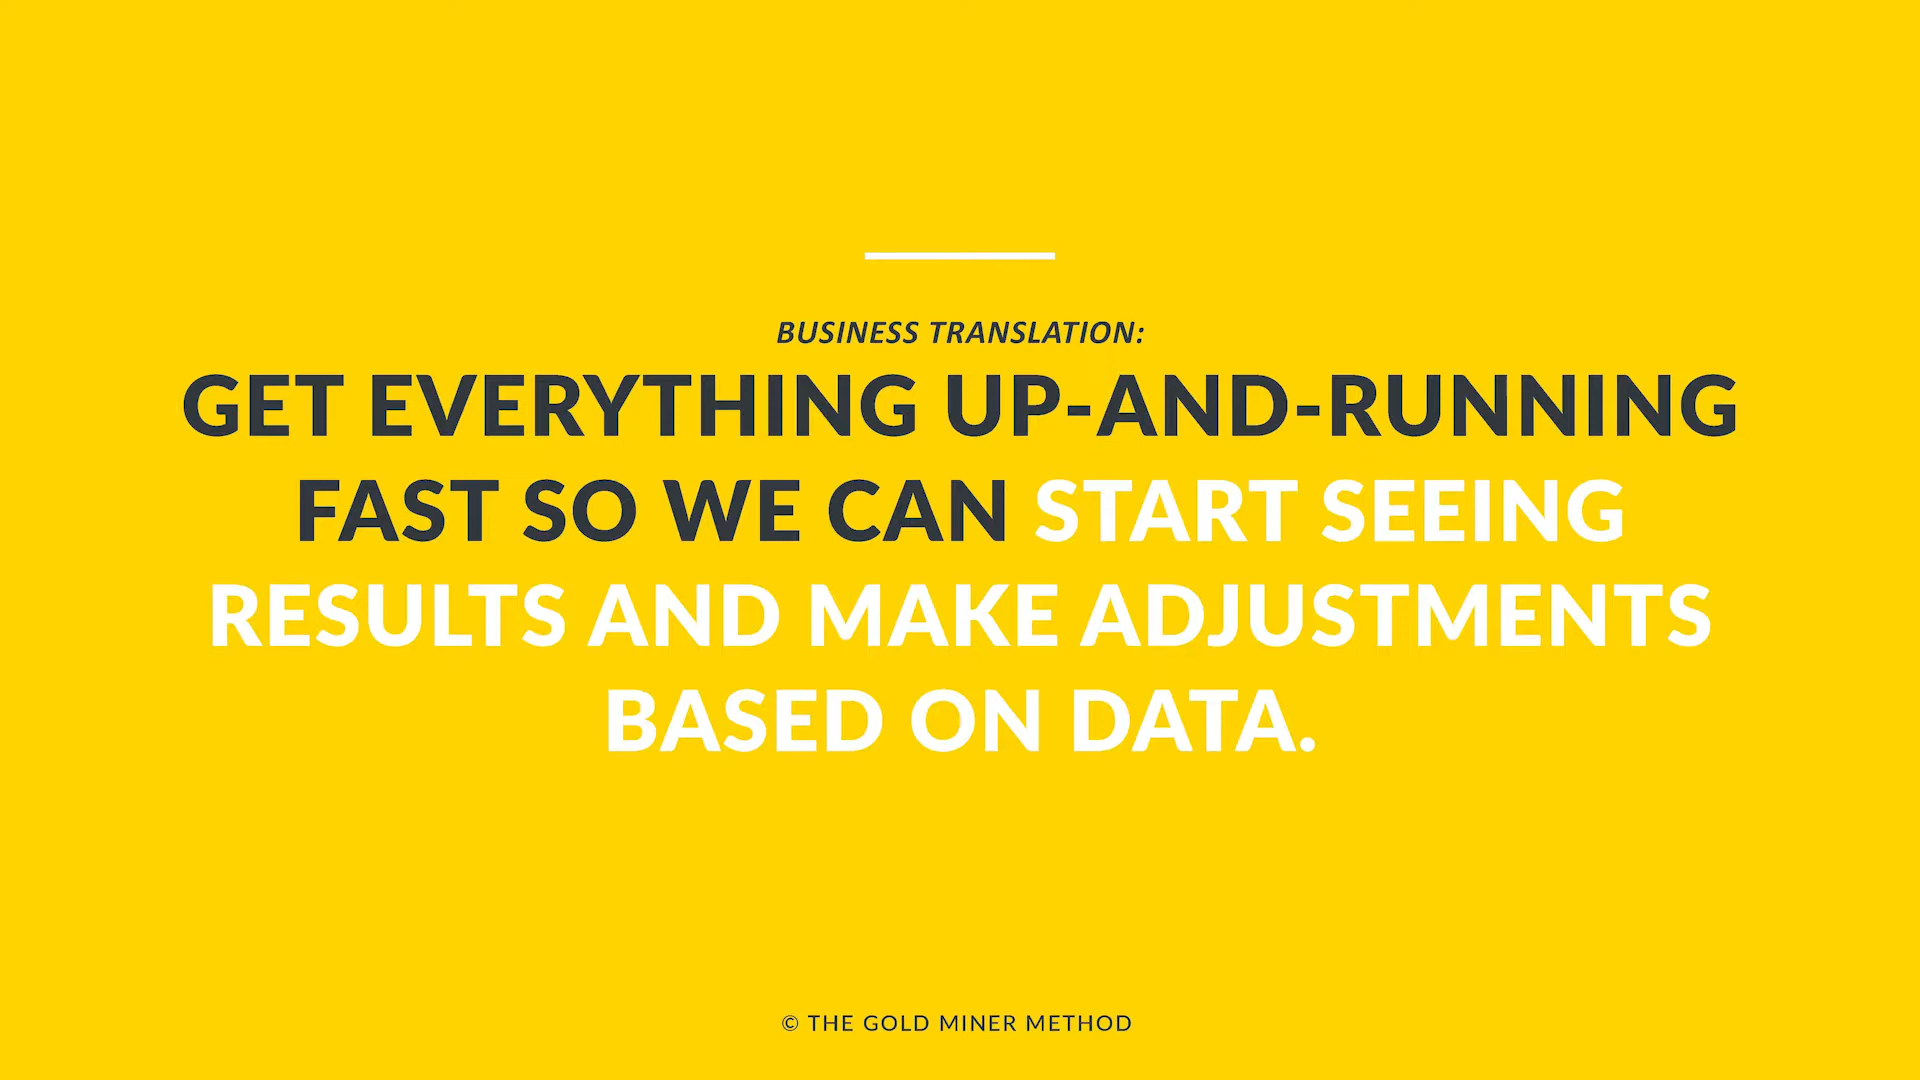 BUSINESS TRANSLATION:
GET EVERYTHING UP-AND-RUNNING
FAST SO WE CAN START SEEING
RESULTS AND MAKE ADJUSTMENTS
BASED ON DATA.
© THE GOLD MINER METHOD